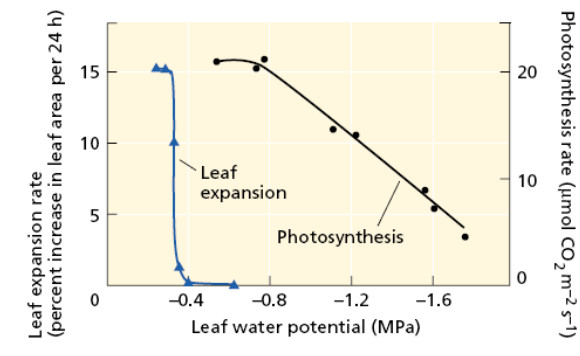 Leaf expansion rate
(percent increase in leaf area per 24 h)
15
10
5
0
Leaf
expansion
Photosynthesis
–0.4
–0.8
–1.2
–1.6
Leaf water potential (MPa)
20
10
0
Photosynthesis rate (μmol CO₂ m⁻² s⁻¹)